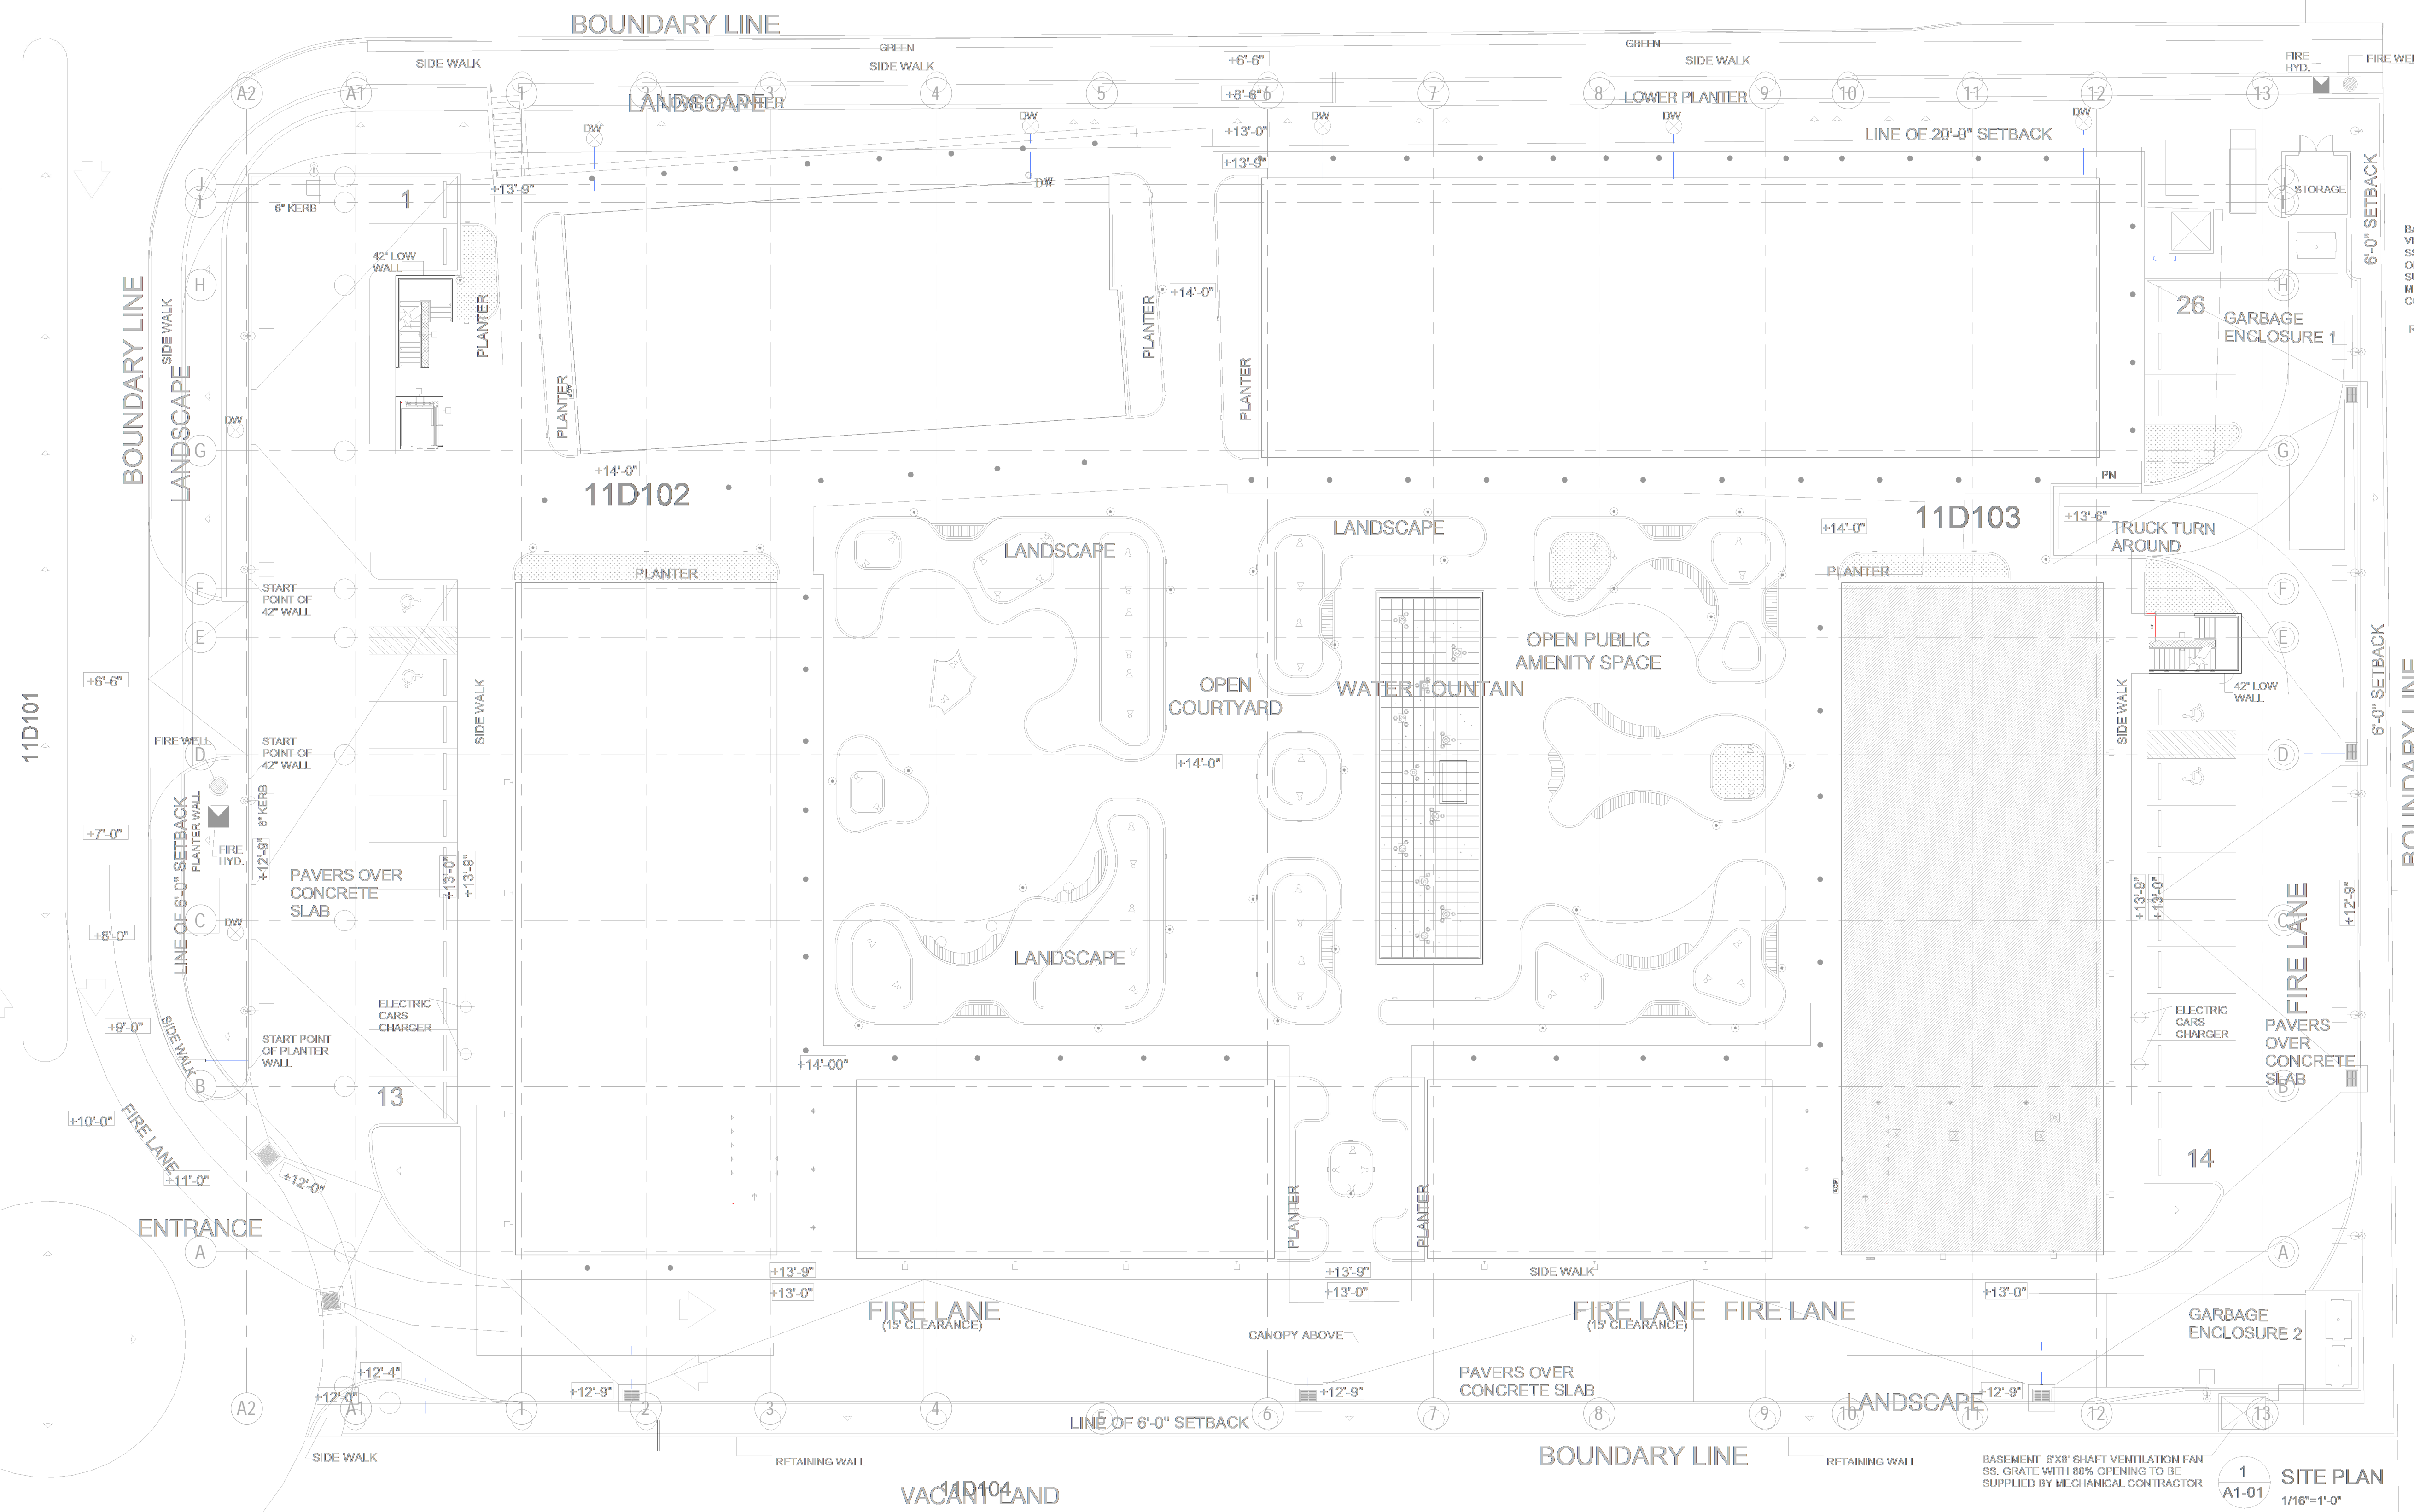 BOUNDARY LINE
GREEN
GREEN
SIDE WALK
SIDE WALK
SIDE WALK
+6'-6"
FIRE
HYD.
A2
A1
1
2
3
4
5
6
7
8
9
10
11
12
13
LANDSCAPE
LOWER PLANTER
+8'-6"
LOWER PLANTER
DW
DW
DW
DW
DW
+13'-0"
LINE OF 20'-0" SETBACK
+13'-9"
+13'-9"
DW
J
I
J
I
STORAGE
6'-0" SETBACK
1
6" KERB
42" LOW
WALL
H
H
+14'-0"
PLANTER
PLANTER
PLANTER
PLANTER
26
GARBAGE
ENCLOSURE 1
BOUNDARY LINE
SIDE WALK
LANDSCAPE
DW
G
G
+14'-0"
11D102
PN
11D103
+14'-0"
+13'-6"
TRUCK TURN
AROUND
LANDSCAPE
LANDSCAPE
PLANTER
PLANTER
F
F
START
POINT OF
42" WALL
E
E
OPEN PUBLIC
AMENITY SPACE
+6'-6"
OPEN
COURTYARD
WATER FOUNTAIN
42" LOW
WALL
SIDE WALK
SIDE WALK
6'-0" SETBACK
BOUNDARY LINE
11D101
FIRE WELL
START
POINT OF
42" WALL
D
D
+14'-0"
LINE OF 6'-0" SETBACK
PLANTER WALL
6" KERB
+7'-0"
FIRE
HYD.
+12'-9"
PAVERS OVER
CONCRETE
SLAB
+13'-0"
+13'-9"
+13'-9"
+13'-0"
FIRE LANE
+12'-9"
C
DW
C
+8'-0"
LANDSCAPE
ELECTRIC
CARS
CHARGER
ELECTRIC
CARS
CHARGER
+9'-0"
SIDE WALK
START POINT
OF PLANTER
WALL
PAVERS
OVER
CONCRETE
SLAB
+14'-00"
B
B
13
+10'-0"
FIRE LANE
+11'-0"
+12'-0"
14
ACP
PLANTER
PLANTER
ENTRANCE
A
A
+13'-9"
+13'-0"
+13'-9"
+13'-0"
SIDE WALK
+13'-0"
FIRE LANE
(15' CLEARANCE)
FIRE LANE
(15' CLEARANCE)
FIRE LANE
GARBAGE
ENCLOSURE 2
CANOPY ABOVE
+12'-4"
+12'-0"
+12'-9"
+12'-9"
PAVERS OVER
CONCRETE SLAB
LANDSCAPE
+12'-9"
A2
A1
1
2
3
4
5
6
7
8
9
10
11
12
13
LINE OF 6'-0" SETBACK
SIDE WALK
RETAINING WALL
BOUNDARY LINE
RETAINING WALL
BASEMENT 6'X8' SHAFT VENTILATION FAN
SS. GRATE WITH 80% OPENING TO BE
SUPPLIED BY MECHANICAL CONTRACTOR
11D104
VACANT LAND
1
A1-01
SITE PLAN
1/16"=1'-0"